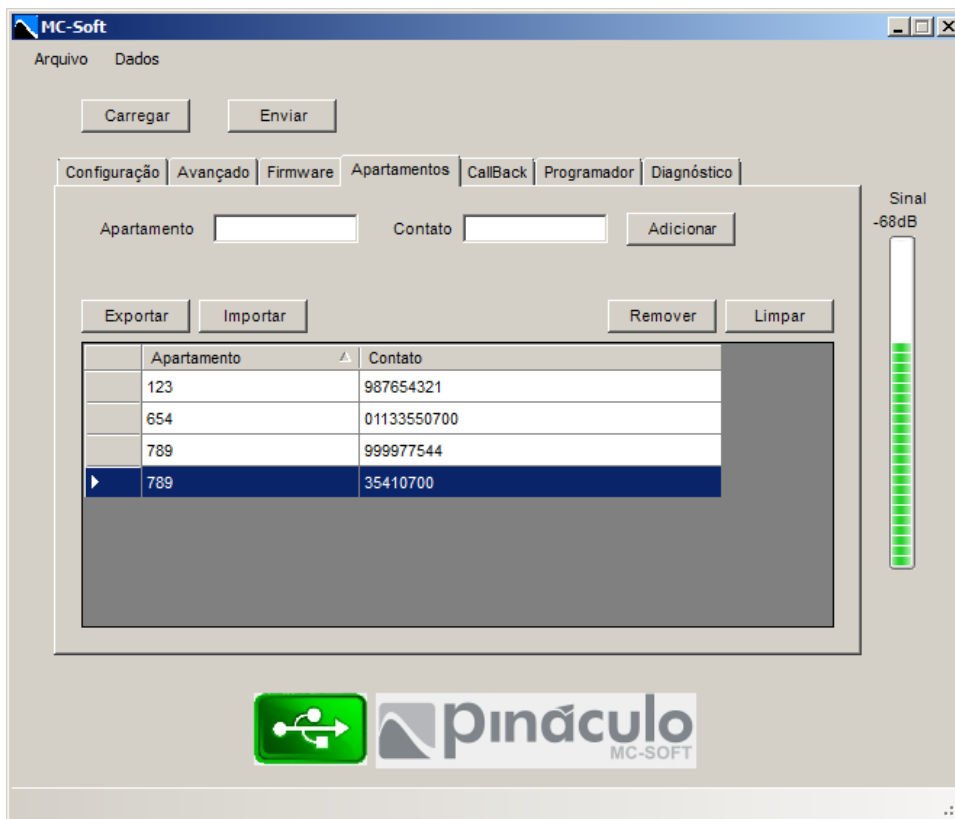 MC-Soft
Arquivo Dados
Carregar Enviar
Configuração Avançado Firmware Apartamentos CallBack Programador Diagnóstico
Sinal
-68dB
Apartamento Contato Adicionar
Exportar Importar Remover Limpar
Apartamento Contato
123 987654321
654 01133550700
789 999977544
789 35410700
pináculo
MC-SOFT